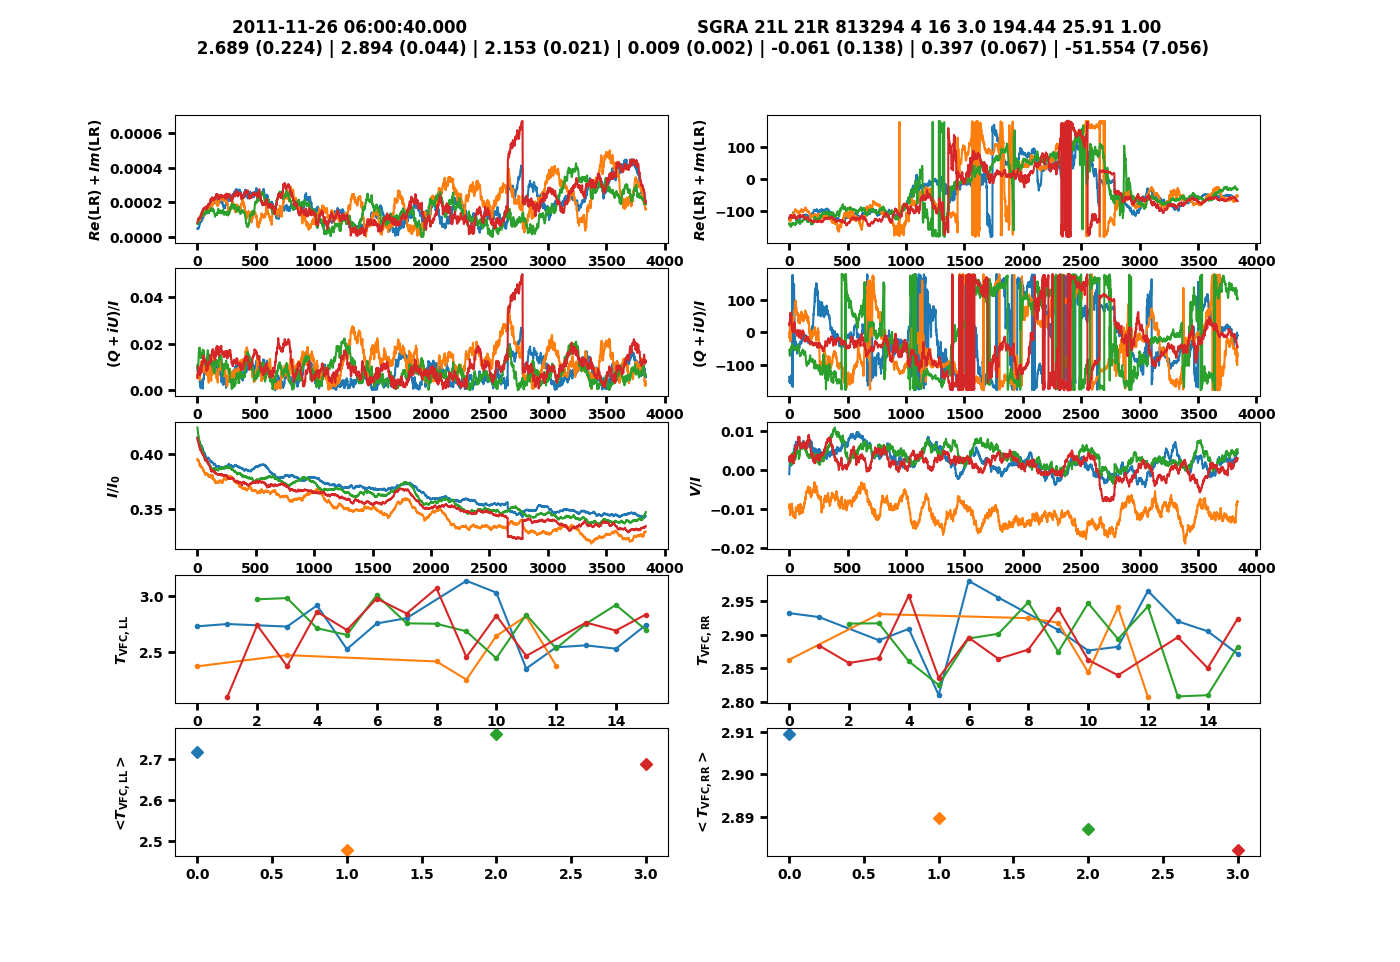 2011-11-26 06:00:40.000 SGRA 21L 21R 813294 4 16 3.0 194.44 25.91 1.00
2.689 (0.224) | 2.894 (0.044) | 2.153 (0.021) | 0.009 (0.002) | -0.061 (0.138) | 0.397 (0.067) | -51.554 (7.056)
Re(LR) + Im(LR)
0.0006
0.0004
0.0002
0.0000
0 500 1000 1500 2000 2500 3000 3500 4000
Re(LR) + Im(LR)
100
0
−100
0 500 1000 1500 2000 2500 3000 3500 4000
(Q + iU)/I
0.04
0.02
0.00
0 500 1000 1500 2000 2500 3000 3500 4000
(Q + iU)/I
100
0
−100
0 500 1000 1500 2000 2500 3000 3500 4000
I/I0
0.40
0.35
0 500 1000 1500 2000 2500 3000 3500 4000
V/I
0.01
0.00
−0.01
−0.02
0 500 1000 1500 2000 2500 3000 3500 4000
TVFC, LL
3.0
2.5
0 2 4 6 8 10 12 14
TVFC, RR
2.95
2.90
2.85
2.80
0 2 4 6 8 10 12 14
<TVFC, LL >
2.7
2.6
2.5
0.0 0.5 1.0 1.5 2.0 2.5 3.0
< TVFC, RR >
2.91
2.90
2.89
0.0 0.5 1.0 1.5 2.0 2.5 3.0